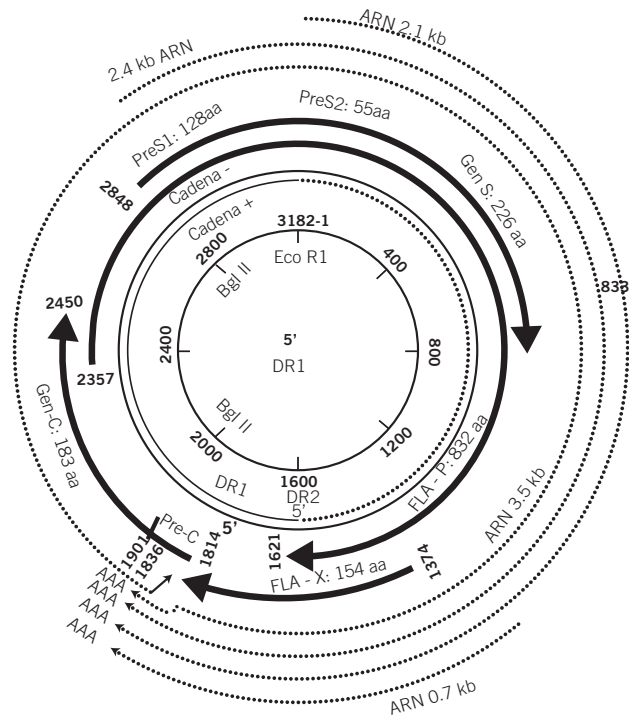 ARN 2.1 kb
2.4 kb ARN
PreS2: 55aa
PreS1: 128aa
Gen S: 226 aa
2848
Cadena -
Cadena +
3182-1
2800
Eco R1
400
Bgl II
833
2450
2400
5'
DR1
800
2357
Gen-C: 183 aa
Bgl II
2000
1200
FLA - P: 832 aa
DR1
1600
DR2
5'
ARN 3.5 kb
Pre-C
5'
1901
1836
1814
1621
1374
FLA - X: 154 aa
AAA
AAA
AAA
AAA
ARN 0.7 kb